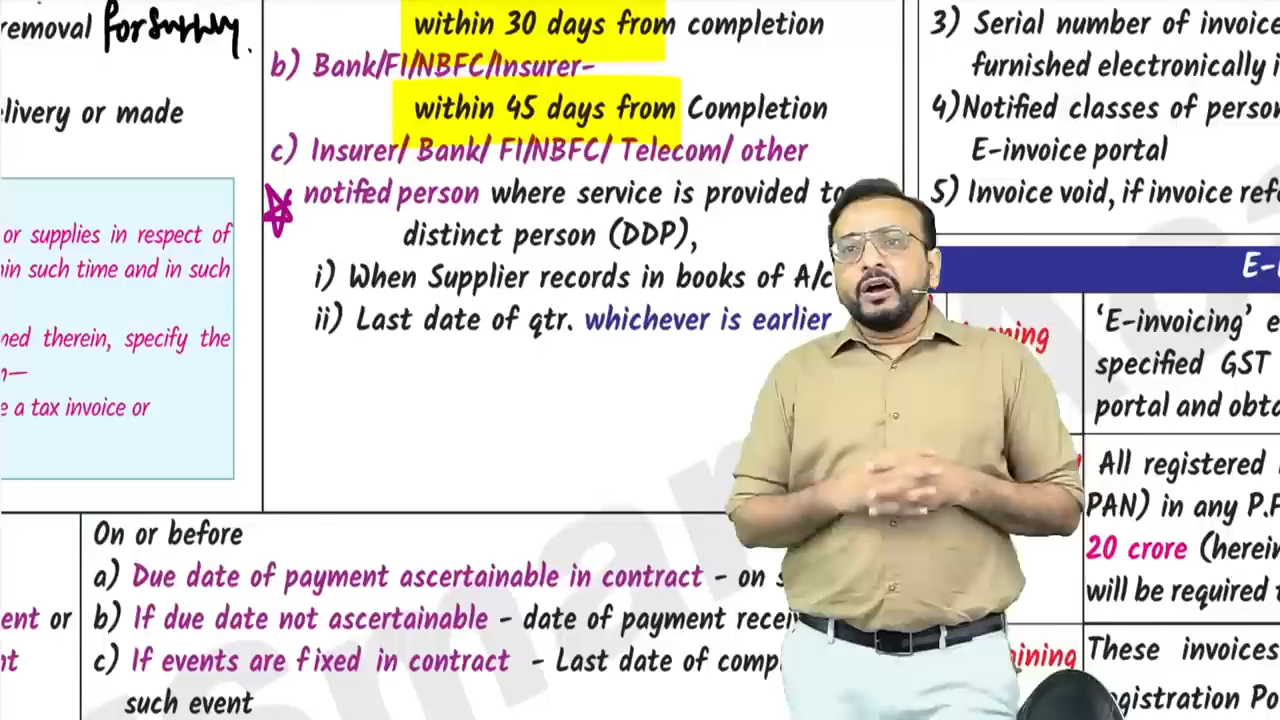 removal for supply.
livery or made
or supplies in respect of
in such time and in such
ned therein, specify the
e a tax invoice or
within 30 days from completion
b) Bank/FI/NBFC/Insurer-
within 45 days from Completion
c) Insurer/ Bank/ FI/NBFC/ Telecom/ other
notified person where service is provided to
distinct person (DDP),
i) When Supplier records in books of A/c
ii) Last date of qtr. whichever is earlier
3) Serial number of invoice
furnished electronically i
4)Notified classes of person
E-invoice portal
5) Invoice void, if invoice ref
E-
'E-invoicing' e
specified GST
portal and obta
All registered
PAN) in any P.F
20 crore (herein
will be required t
These invoices
egistration Po
ent or
nt
On or before
a) Due date of payment ascertainable in contract - on
b) If due date not ascertainable - date of payment recei
c) If events are fixed in contract - Last date of comp
such event